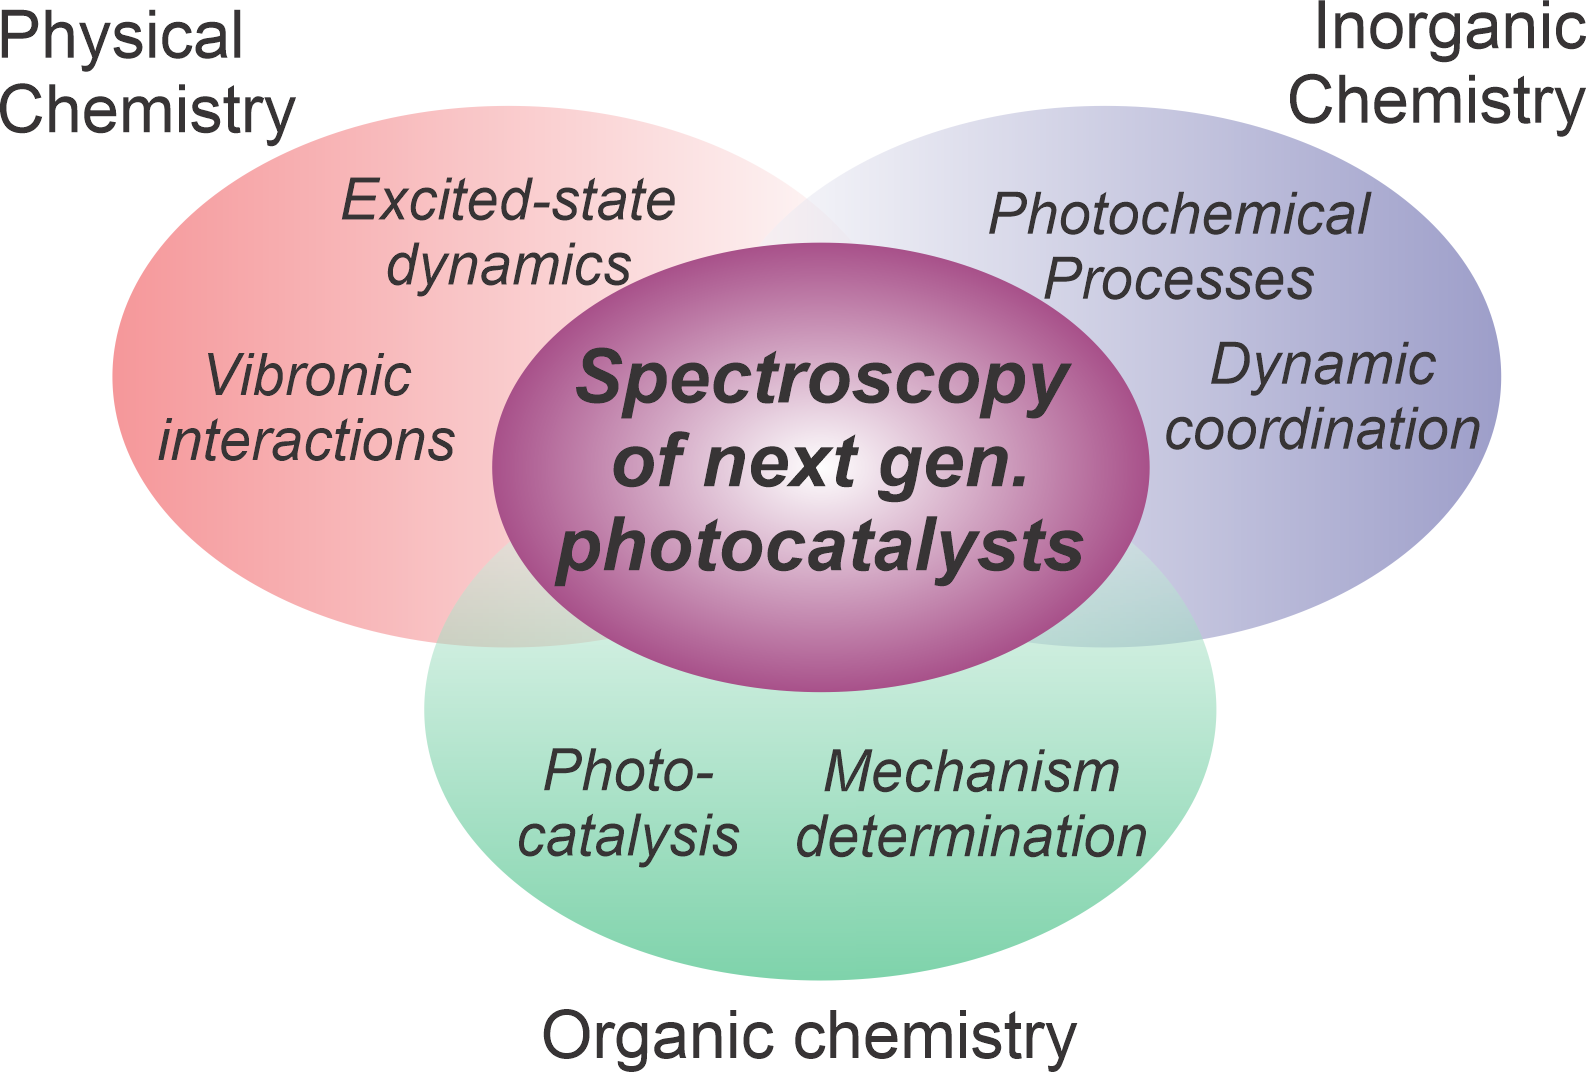 Physical
Chemistry
Inorganic
Chemistry
Excited-state
dynamics
Vibronic
interactions
Photochemical
Processes
Dynamic
coordination
Spectroscopy
of next gen.
photocatalysts
Photo-
catalysis
Mechanism
determination
Organic chemistry